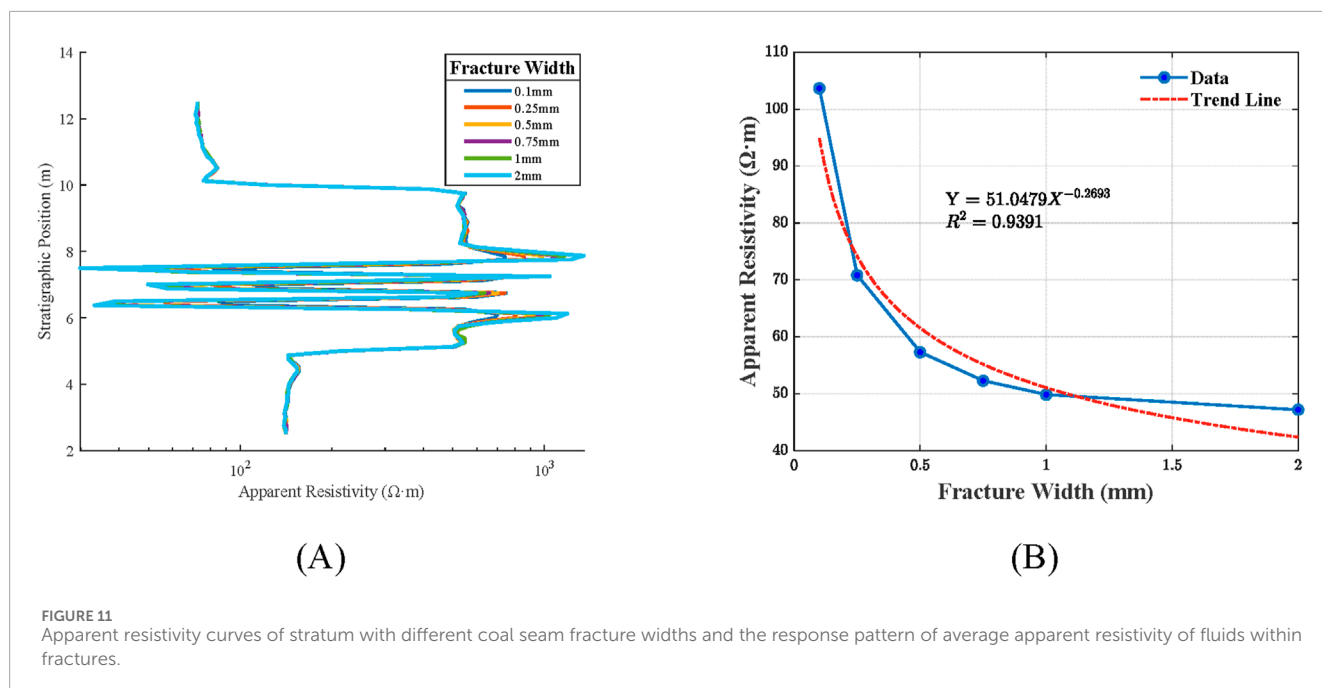 14
12
10
8
6
4
2
Stratigraphic Position (m)
10²
10³
Apparent Resistivity (Ω·m)
Fracture Width
0.1mm
0.25mm
0.5mm
0.75mm
1mm
2mm
(A)
110
100
90
80
70
60
50
40
Apparent Resistivity (Ω·m)
0
0.5
1
1.5
2
Fracture Width (mm)
Data
Trend Line
Y = 51.0479X^{-0.2693}
R² = 0.9391
(B)
FIGURE 11
Apparent resistivity curves of stratum with different coal seam fracture widths and the response pattern of average apparent resistivity of fluids within
fractures.